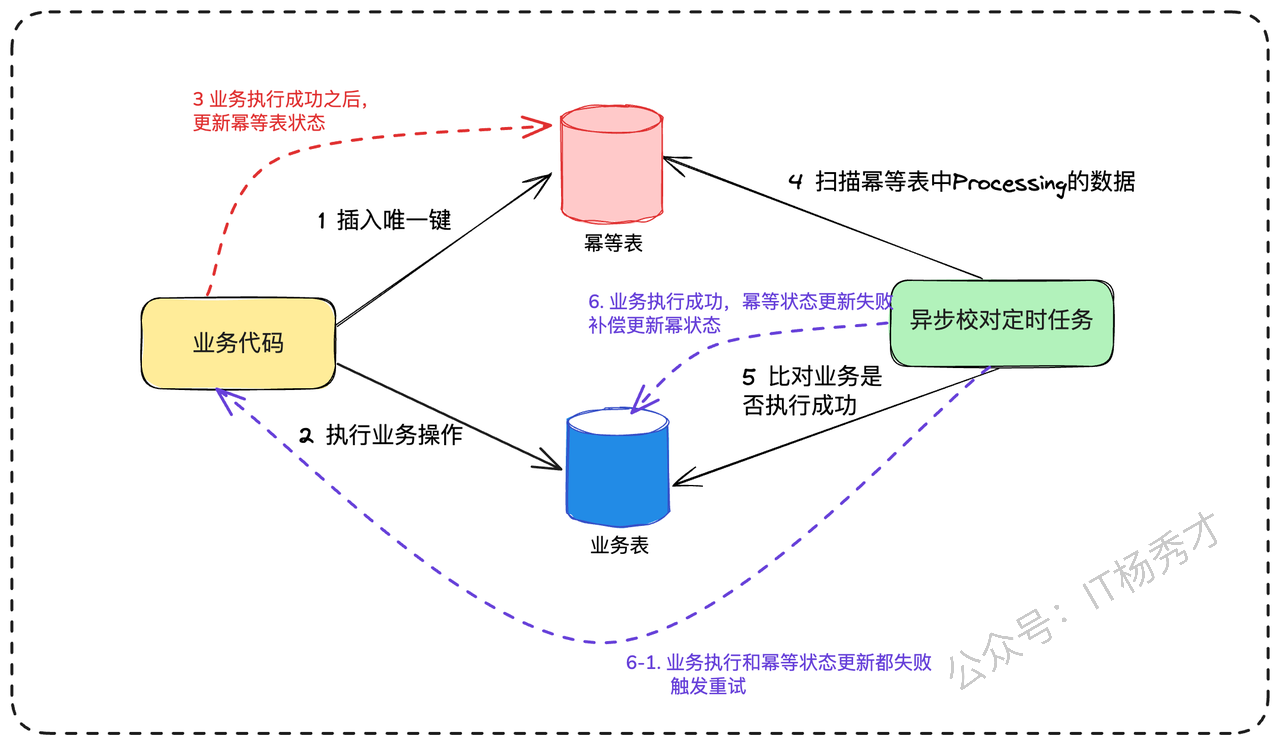 3 业务执行成功之后，
更新幂等表状态
4 扫描幂等表中Processing的数据
1 插入唯一键
幂等表
6. 业务执行成功，幂等状态更新失败
补偿更新幂状态
业务代码
异步校对定时任务
5 比对业务是
否执行成功
2 执行业务操作
业务表
公众号：IT杨秀才
6-1. 业务执行和幂等状态更新都失败
触发重试